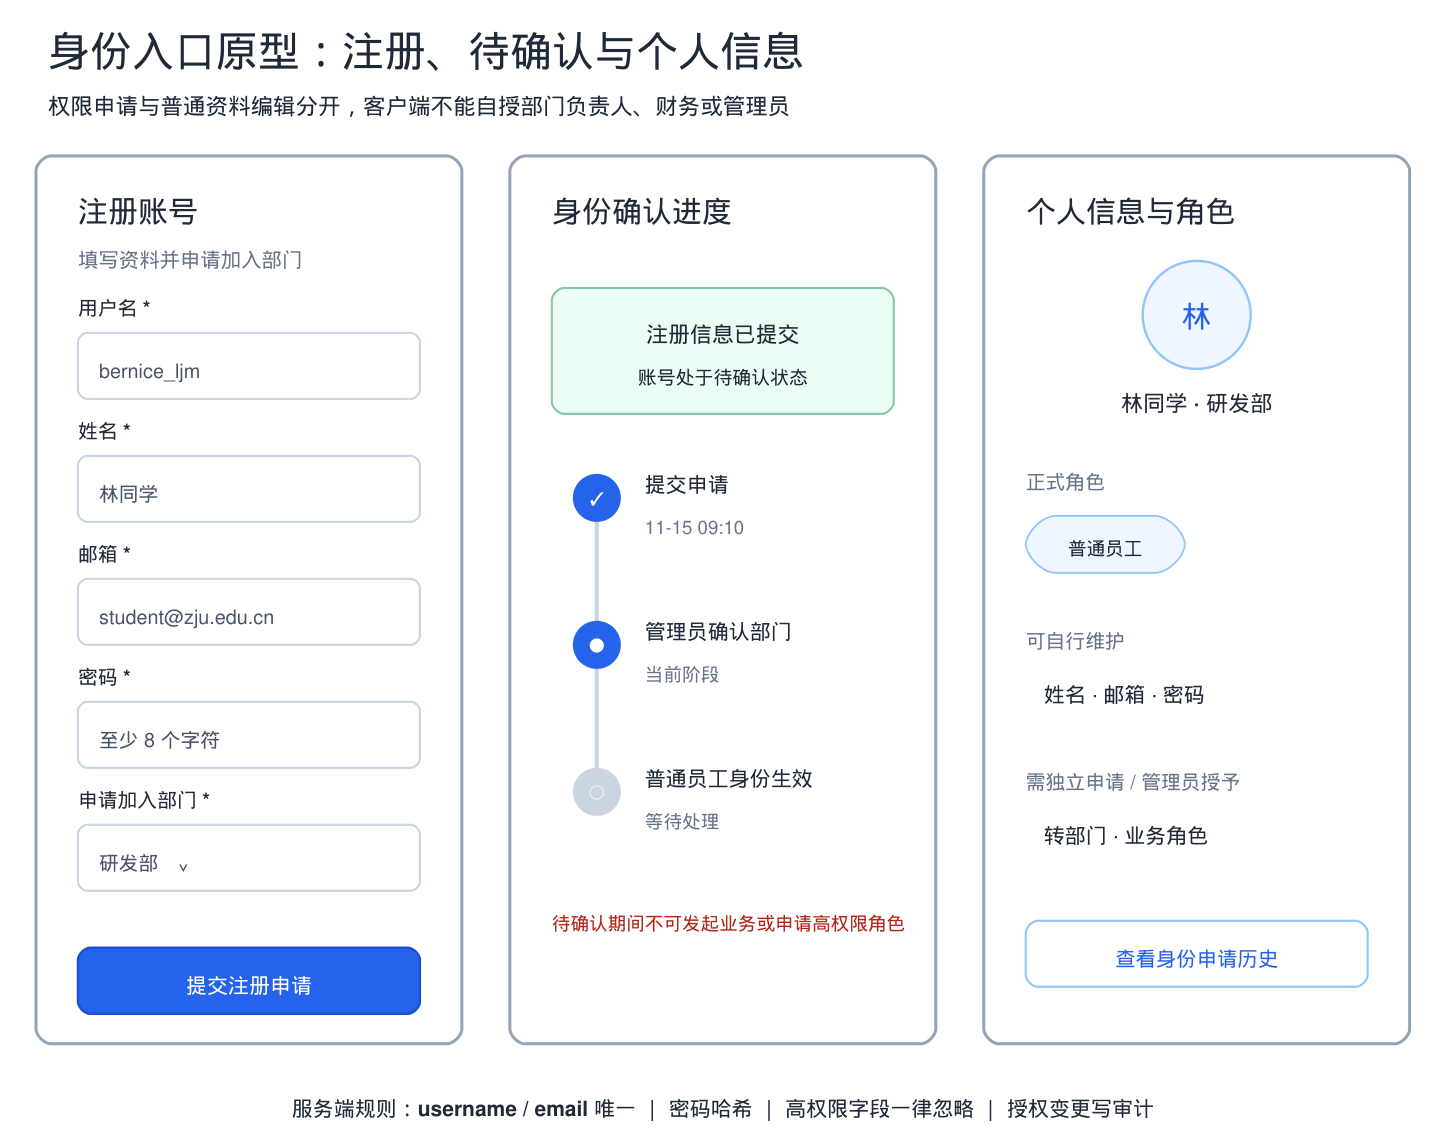 身份入口原型：注册、待确认与个人信息
权限申请与普通资料编辑分开，客户端不能自授部门负责人、财务或管理员
注册账号
填写资料并申请加入部门
用户名 *
bernice_ljm
姓名 *
林同学
邮箱 *
student@zju.edu.cn
密码 *
至少 8 个字符
申请加入部门 *
研发部 ˅
提交注册申请
身份确认进度
注册信息已提交
账号处于待确认状态
✓
提交申请
11-15 09:10
管理员确认部门
当前阶段
普通员工身份生效
等待处理
待确认期间不可发起业务或申请高权限角色
个人信息与角色
林
林同学 · 研发部
正式角色
普通员工
可自行维护
姓名 · 邮箱 · 密码
需独立申请 / 管理员授予
转部门 · 业务角色
查看身份申请历史
服务端规则：username / email 唯一 ｜ 密码哈希 ｜ 高权限字段一律忽略 ｜ 授权变更写审计